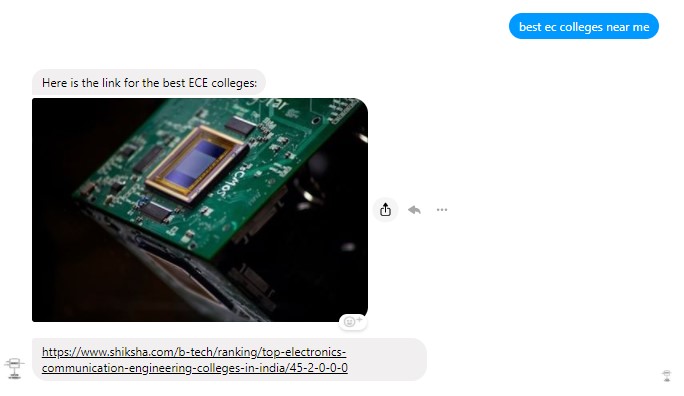 best ec colleges near me
Here is the link for the best ECE colleges:
https://www.shiksha.com/b-tech/ranking/top-electronics-
communication-engineering-colleges-in-india/45-2-0-0-0